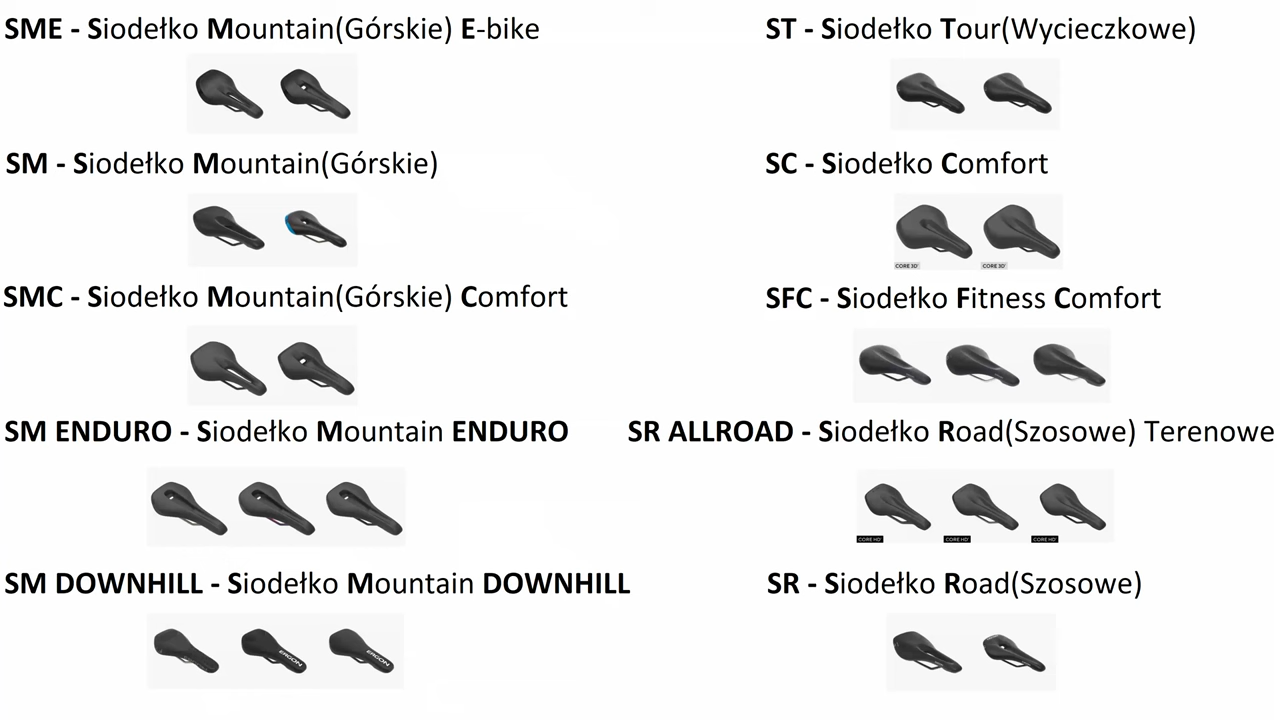 SME - Siodełko Mountain(Górskie) E-bike
SM - Siodełko Mountain(Górskie)
SMC - Siodełko Mountain(Górskie) Comfort
SM ENDURO - Siodełko Mountain ENDURO
SM DOWNHILL - Siodełko Mountain DOWNHILL
ERGON ERGON
ST - Siodełko Tour(Wycieczkowe)
SC - Siodełko Comfort
CORE 3D CORE 3D
SFC - Siodełko Fitness Comfort
SR ALLROAD - Siodełko Road(Szosowe) Terenowe
CORE HD CORE HD CORE HD
SR - Siodełko Road(Szosowe)